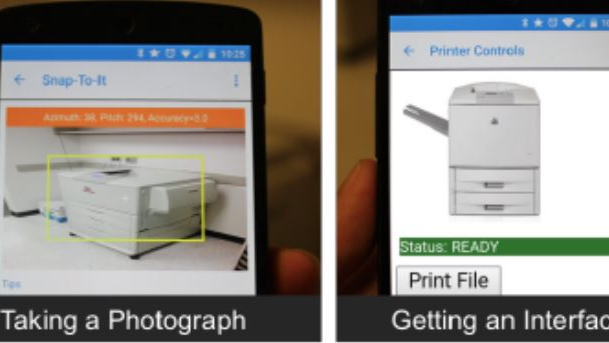 10:25
Snap-To-It
Azimuth: 38, Pitch: 294, Accuracy=3.0
Tips
Taking a Photograph
Printer Controls
Status: READY
Print File
Getting an Interfac